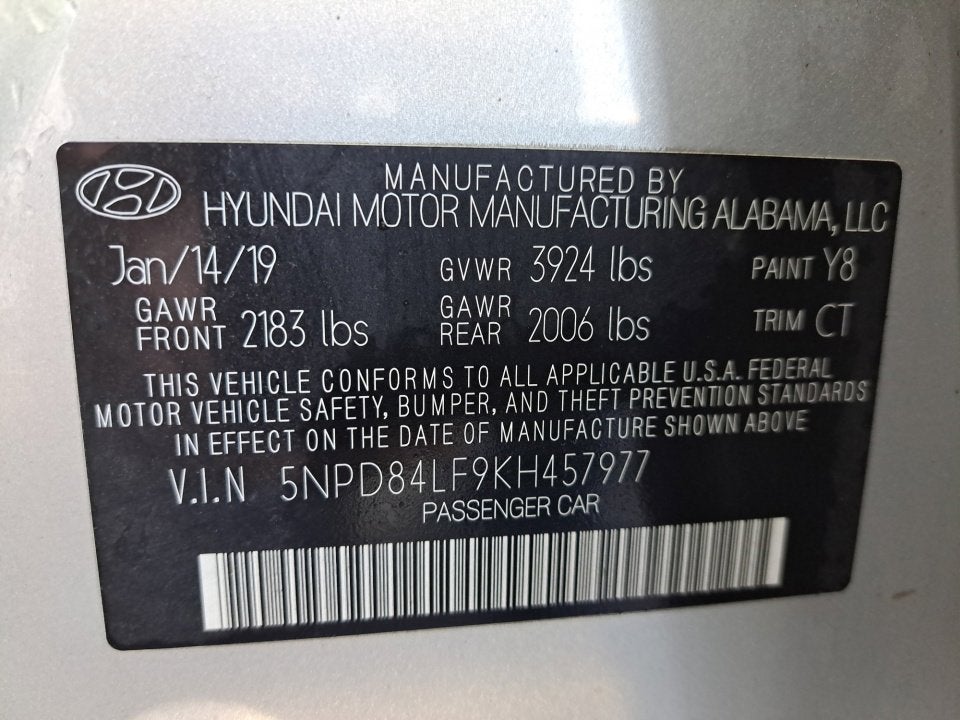 MANUFACTURED BY
HYUNDAI MOTOR MANUFACTURING ALABAMA, LLC
Jan/14/19 GVWR 3924 lbs PAINT Y8
GAWR FRONT 2183 lbs GAWR REAR 2006 lbs TRIM CT
THIS VEHICLE CONFORMS TO ALL APPLICABLE U.S.A. FEDERAL
MOTOR VEHICLE SAFETY, BUMPER, AND THEFT PREVENTION STANDARDS
IN EFFECT ON THE DATE OF MANUFACTURE SHOWN ABOVE
V.I.N 5NPD84LF9KH457977
PASSENGER CAR